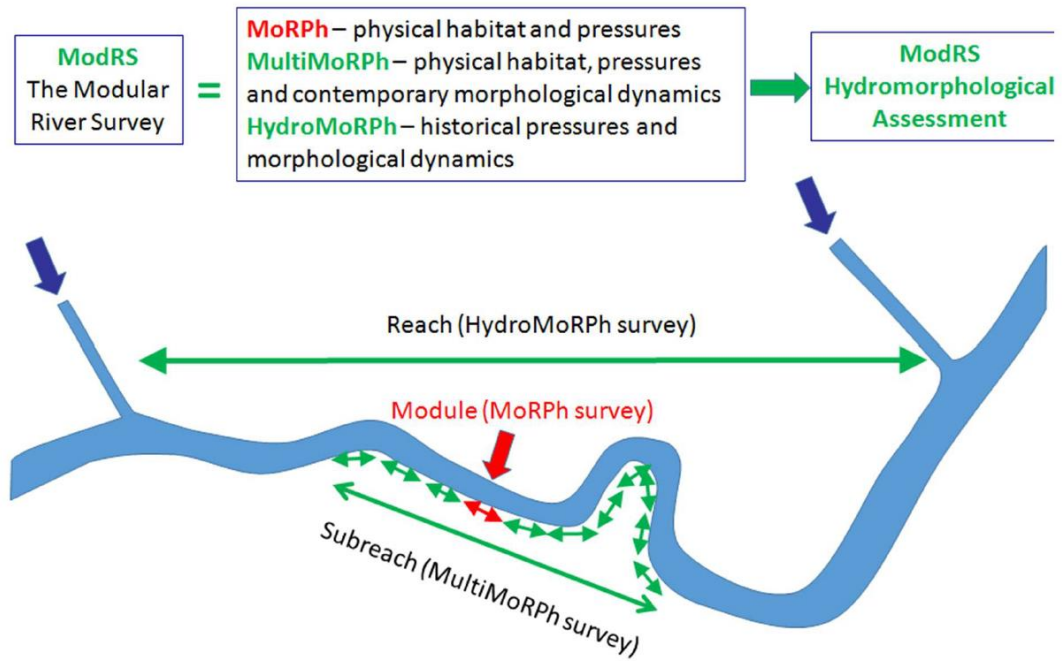 ModRS
The Modular
River Survey
=
MoRPh – physical habitat and pressures
MultiMoRPh – physical habitat, pressures
and contemporary morphological dynamics
HydroMoRPh – historical pressures and
morphological dynamics
ModRS
Hydromorphological
Assessment
Reach (HydroMoRPh survey)
Module (MoRPh survey)
Subreach (MultiMoRPh survey)